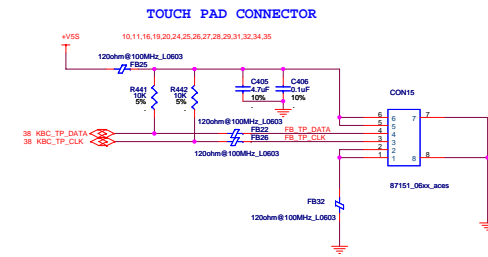 TOUCH PAD CONNECTOR
+V5S
10,11,16,19,20,24,25,26,27,28,29,31,32,34,35
120ohm@100MHz_L0603
FB25
R441
10K
5%
R442
10K
5%
C405
4.7uF
10%
C406
0.1uF
10%
CON15
120ohm@100MHz_L0603
38 KBC_TP_DATA
38 KBC_TP_CLK
FB22
FB26
FB_TP_DATA
FB_TP_CLK
120ohm@100MHz_L0603
6
5
4
3
2
1
6
5
4
3
2
1
7
8
7
8
87151_06xx_aces
FB32
120ohm@100MHz_L0603